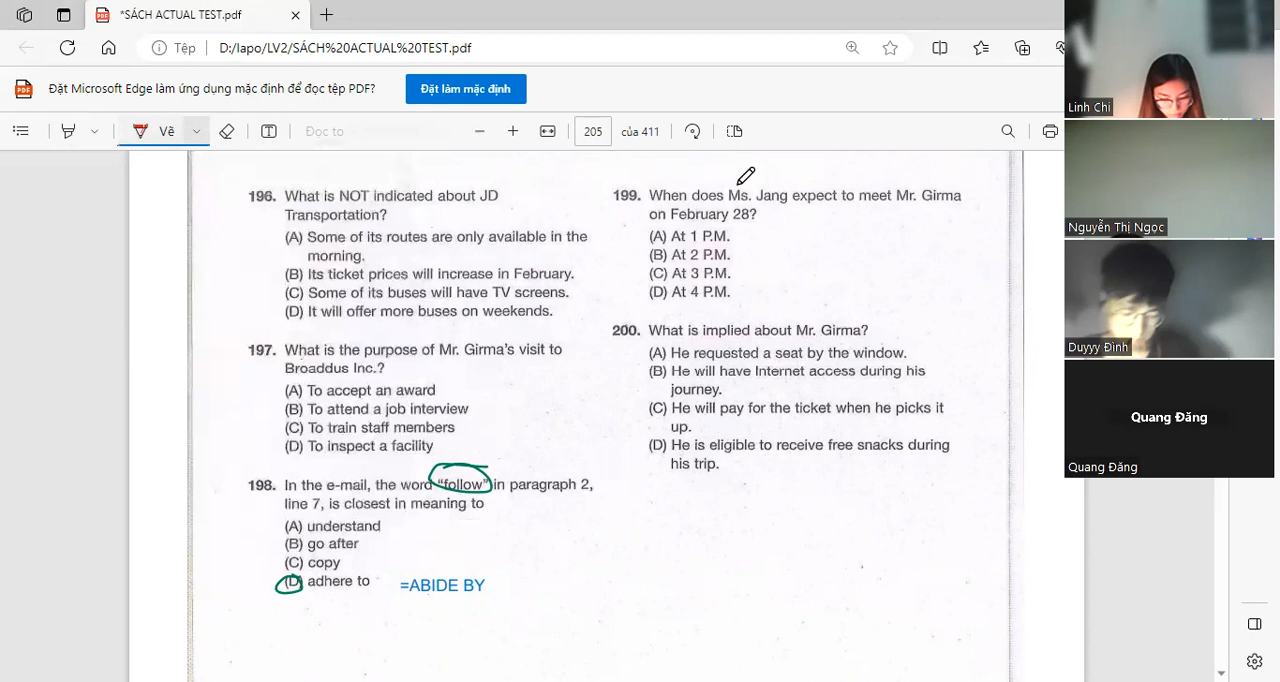 *SÁCH ACTUAL TEST.pdf
Tệp
D:/lapo/LV2/SÁCH%20ACTUAL%20TEST.pdf
Đặt Microsoft Edge làm ứng dụng mặc định để đọc tệp PDF?
Đặt làm mặc định
Vẽ
Đọc to
205
của 411
196. What is NOT indicated about JD
Transportation?
(A) Some of its routes are only available in the
morning.
(B) Its ticket prices will increase in February.
(C) Some of its buses will have TV screens.
(D) It will offer more buses on weekends.
197. What is the purpose of Mr. Girma's visit to
Broaddus Inc.?
(A) To accept an award
(B) To attend a job interview
(C) To train staff members
(D) To inspect a facility
198. In the e-mail, the word "follow" in paragraph 2,
line 7, is closest in meaning to
(A) understand
(B) go after
(C) copy
(D) adhere to
=ABIDE BY
199. When does Ms. Jang expect to meet Mr. Girma
on February 28?
(A) At 1 P.M.
(B) At 2 P.M.
(C) At 3 P.M.
(D) At 4 P.M.
200. What is implied about Mr. Girma?
(A) He requested a seat by the window.
(B) He will have Internet access during his
journey.
(C) He will pay for the ticket when he picks it
up.
(D) He is eligible to receive free snacks during
his trip.
Linh Chi
Nguyễn Thị Ngọc
Duyyy Đình
Quang Đăng
Quang Đăng